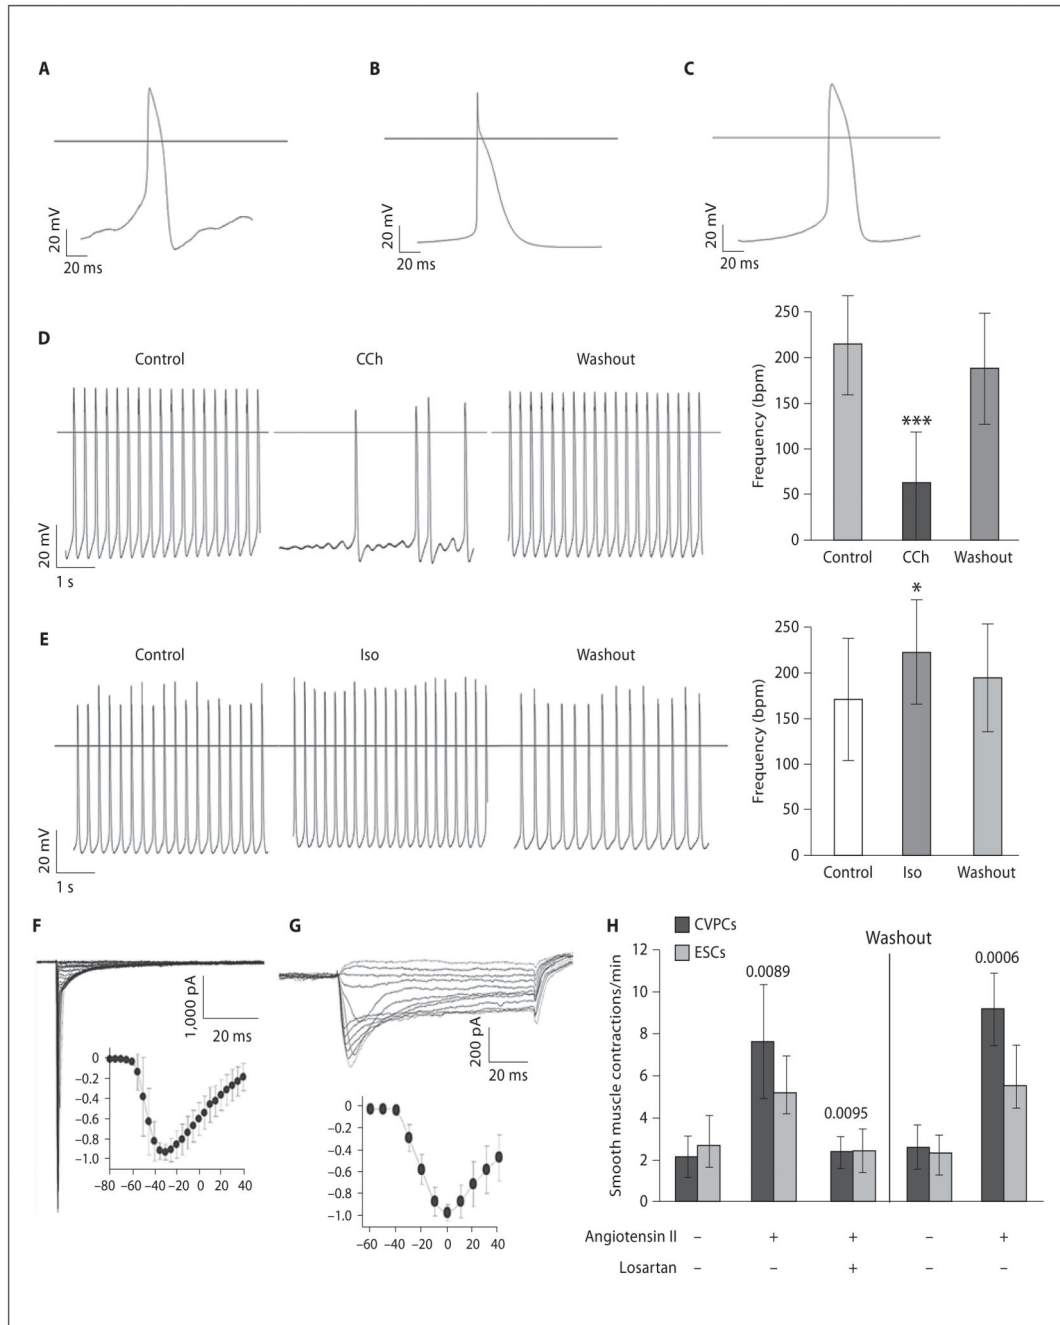 A
B
C
20 mV
20 ms
20 mV
20 ms
20 mV
20 ms
D
Control
CCh
Washout
20 mV
1 s
Frequency (bpm)
250
200
150
100
50
0
***
Control
CCh
Washout
E
Control
Iso
Washout
20 mV
1 s
Frequency (bpm)
250
200
150
100
50
0
*
Control
Iso
Washout
F
1,000 pA
20 ms
0
–0.2
–0.4
–0.6
–0.8
–1.0
–80 –60 –40 –20 0 20 40
G
200 pA
20 ms
0
–0.2
–0.4
–0.6
–0.8
–1.0
–60 –40 –20 0 20 40
H
CVPCs
ESCs
Washout
Smooth muscle contractions/min
12
10
8
6
4
2
0
0.0089
0.0095
0.0006
Angiotensin II – + + – +
Losartan – – + – –